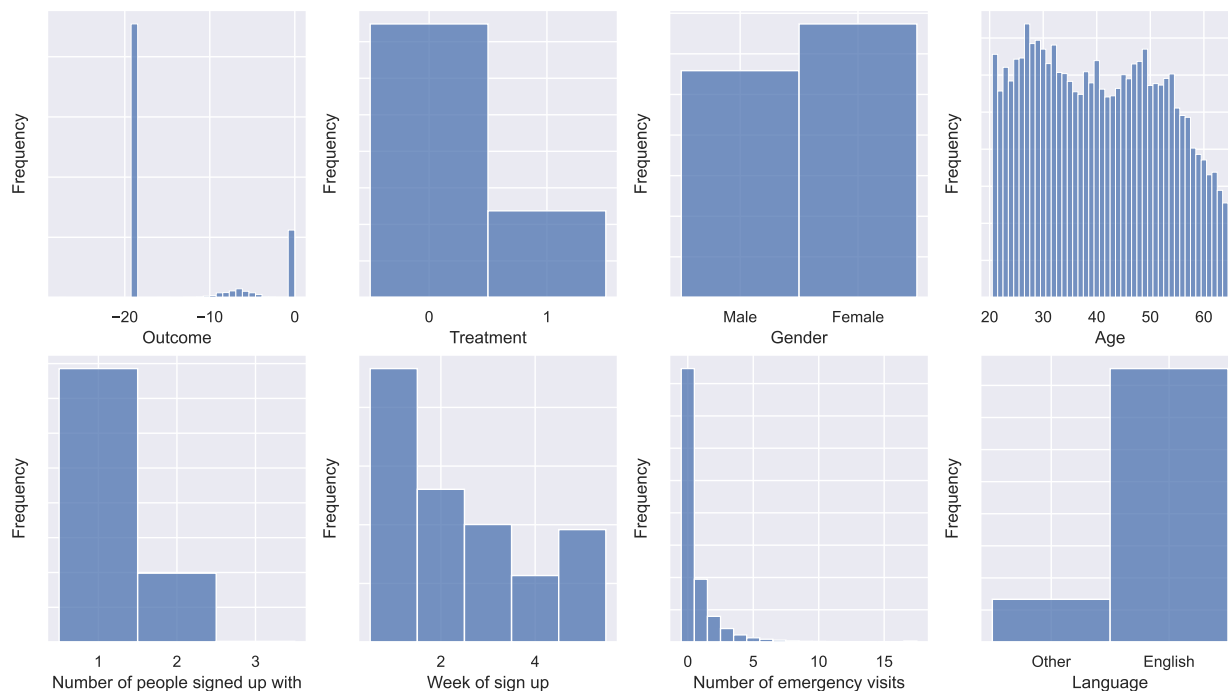 Frequency
−20 −10 0
Outcome
Frequency
0 1
Treatment
Frequency
Male Female
Gender
Frequency
20 30 40 50 60
Age
Frequency
1 2 3
Number of people signed up with
Frequency
2 4
Week of sign up
Frequency
0 5 10 15
Number of emergency visits
Frequency
Other English
Language